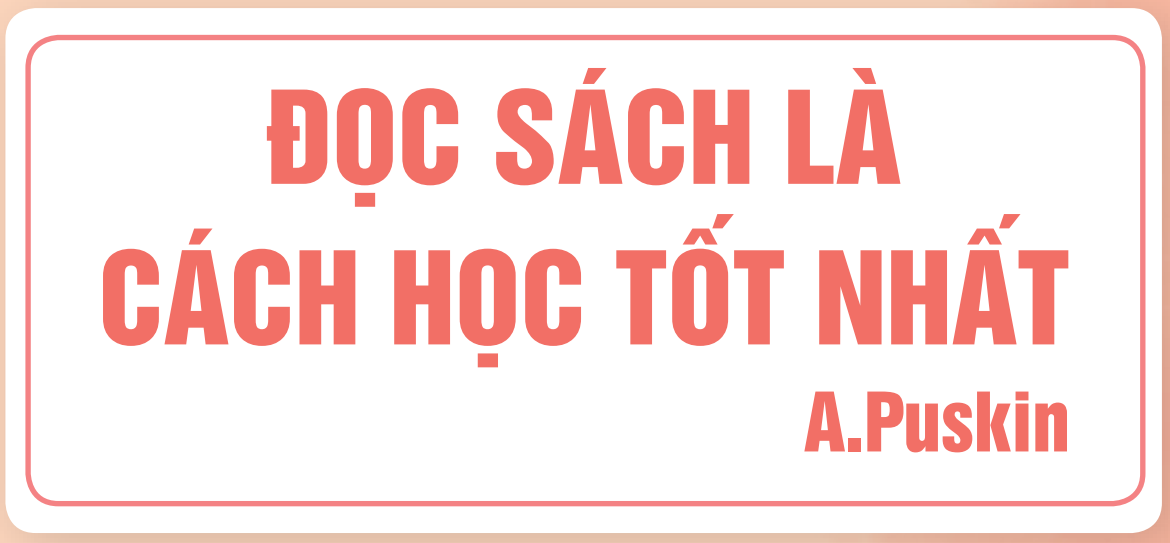 ĐỌC SÁCH LÀ
CÁCH HỌC TỐT NHẤT
A.Puskin